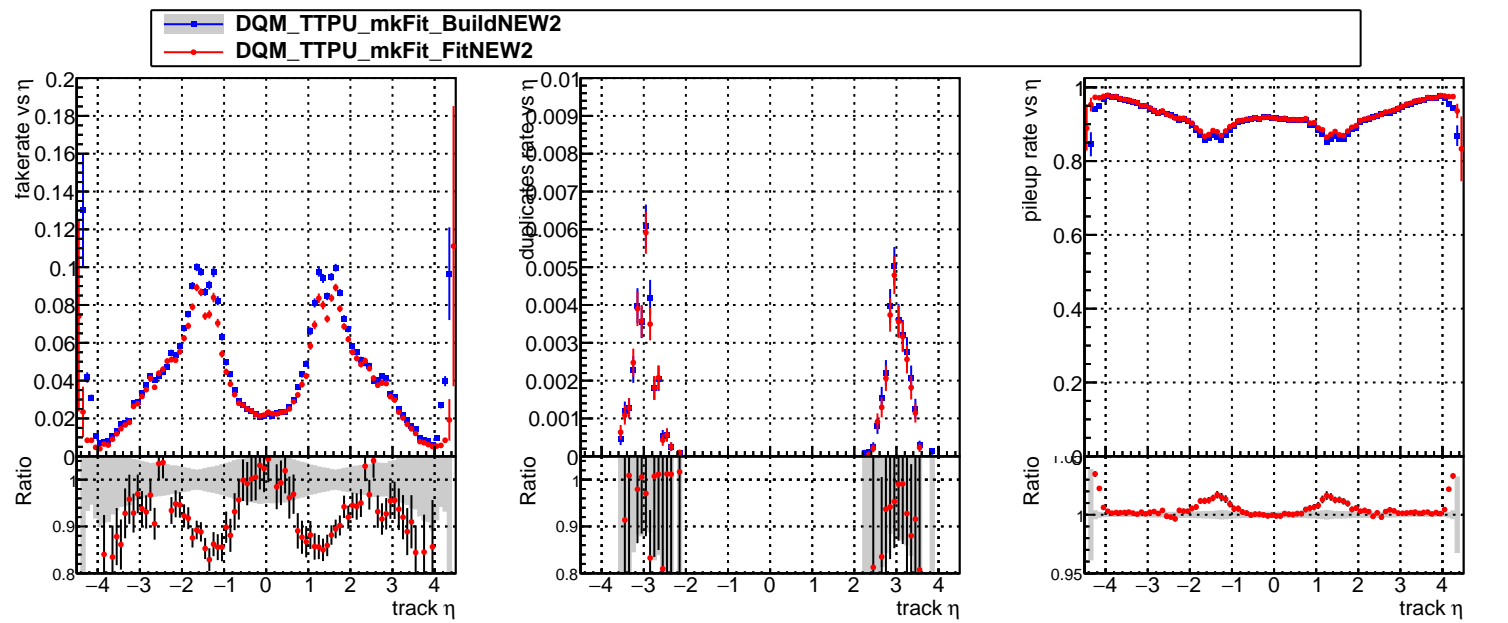 DQM_TTPU_mkFit_BuildNEW2
DQM_TTPU_mkFit_FitNEW2
fakerate vs η
0.2
0.18
0.16
0.14
0.12
0.1
0.08
0.06
0.04
0.02
0
Ratio
1
0.9
0.8
−4 −3 −2 −1 0 1 2 3 4
track η
duplicates rate vs η
0.01
0.009
0.008
0.007
0.006
0.005
0.004
0.003
0.002
0.001
0
Ratio
1
0.9
0.8
−4 −3 −2 −1 0 1 2 3 4
track η
pileup rate vs η
1
0.8
0.6
0.4
0.2
0
Ratio
1
0.95
−4 −3 −2 −1 0 1 2 3 4
track η